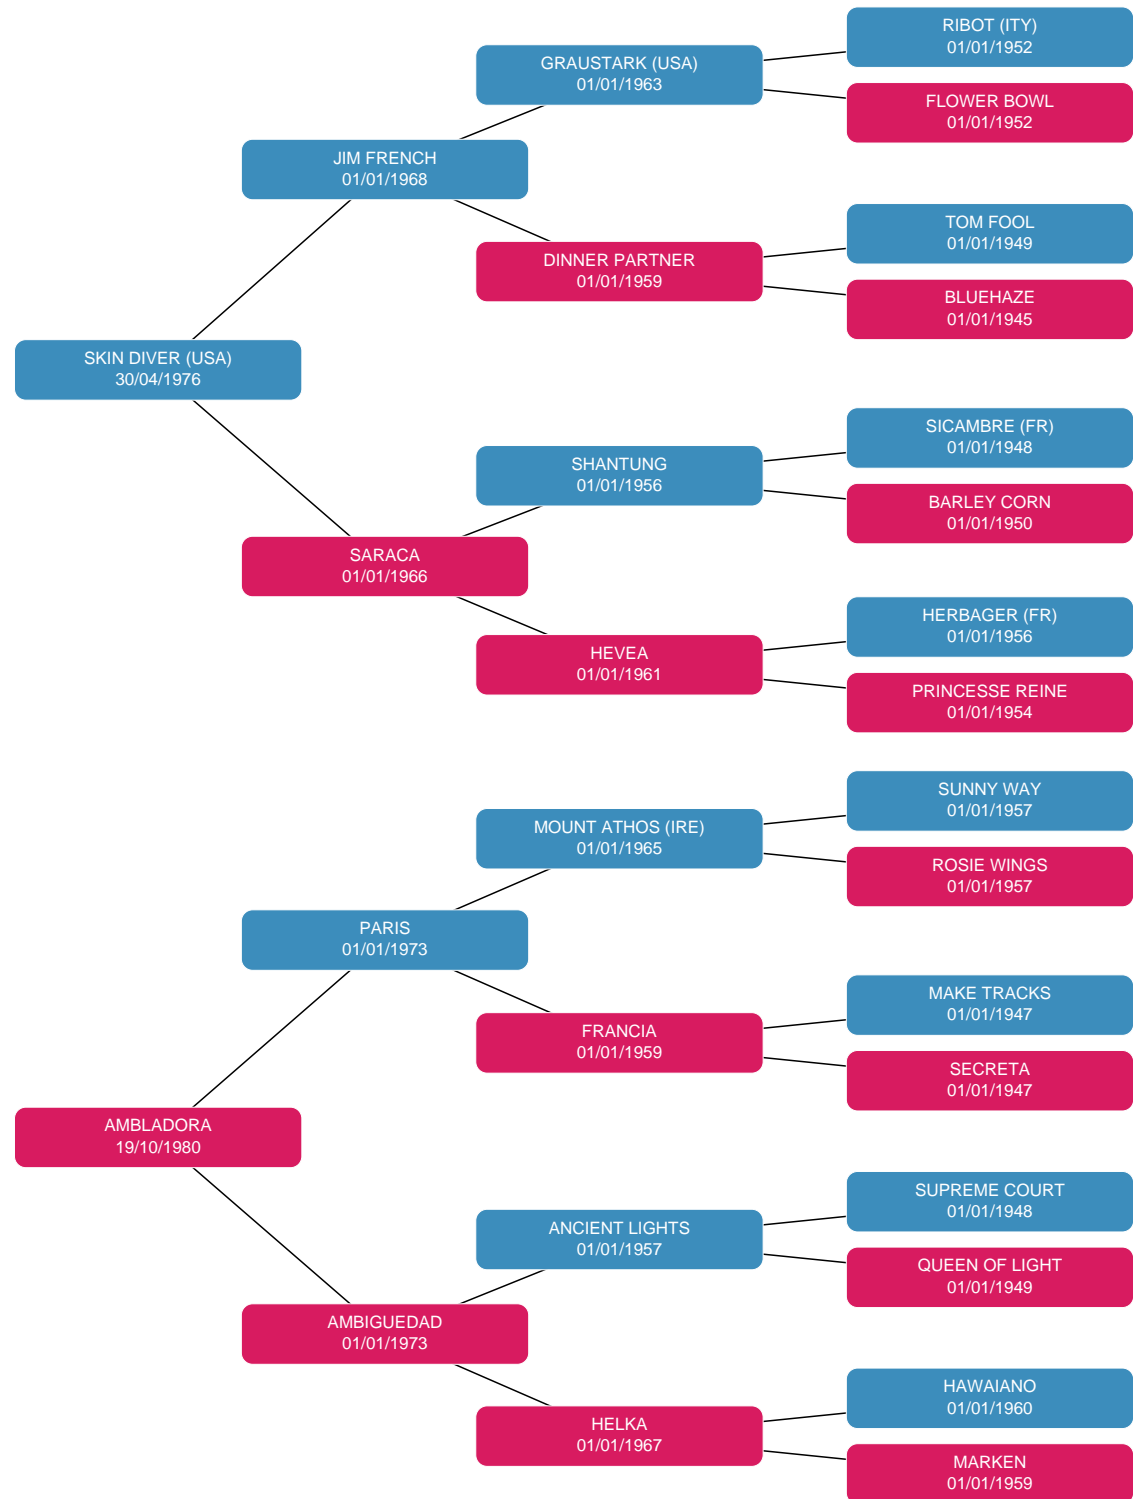 RIBOT (ITY)
01/01/1952
GRAUSTARK (USA)
01/01/1963
FLOWER BOWL
01/01/1952
JIM FRENCH
01/01/1968
TOM FOOL
01/01/1949
DINNER PARTNER
01/01/1959
BLUEHAZE
01/01/1945
SKIN DIVER (USA)
30/04/1976
SICAMBRE (FR)
01/01/1948
SHANTUNG
01/01/1956
BARLEY CORN
01/01/1950
SARACA
01/01/1966
HERBAGER (FR)
01/01/1956
HEVEA
01/01/1961
PRINCESSE REINE
01/01/1954
SUNNY WAY
01/01/1957
MOUNT ATHOS (IRE)
01/01/1965
ROSIE WINGS
01/01/1957
PARIS
01/01/1973
MAKE TRACKS
01/01/1947
FRANCIA
01/01/1959
SECRETA
01/01/1947
AMBLADORA
19/10/1980
SUPREME COURT
01/01/1948
ANCIENT LIGHTS
01/01/1957
QUEEN OF LIGHT
01/01/1949
AMBIGUEDAD
01/01/1973
HAWAIANO
01/01/1960
HELKA
01/01/1967
MARKEN
01/01/1959